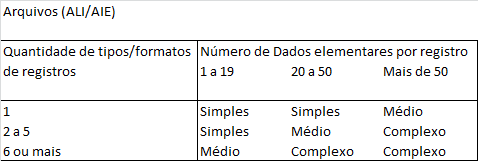 Arquivos (ALI/AIE)
Quantidade de tipos/formatos de registros
Número de Dados elementares por registro
1 a 19 20 a 50 Mais de 50
1 Simples Simples Médio
2 a 5 Simples Médio Complexo
6 ou mais Médio Complexo Complexo